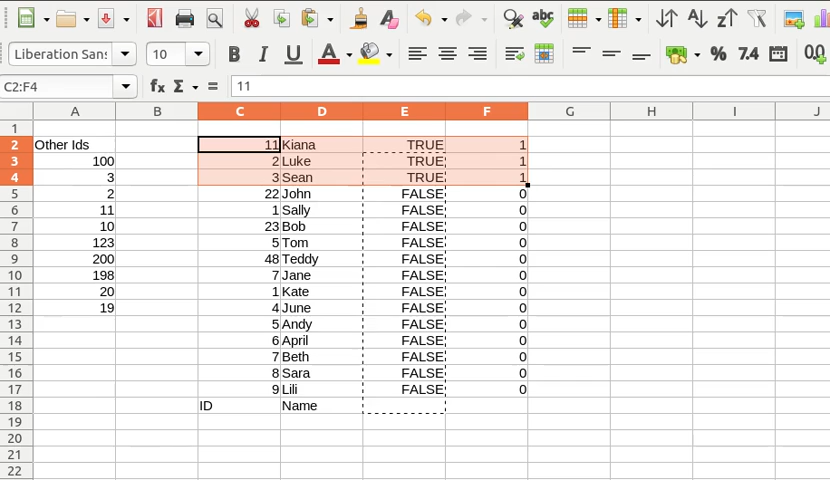 Liberation Sans 10 B I U A % 7.4 0.0
C2:F4 fx Σ = 11
A B C D E F G H I J
1
2 Other Ids 11 Kiana TRUE 1
3 100 2 Luke TRUE 1
4 3 3 Sean TRUE 1
5 2 22 John FALSE 0
6 11 1 Sally FALSE 0
7 10 23 Bob FALSE 0
8 123 5 Tom FALSE 0
9 200 48 Teddy FALSE 0
10 198 7 Jane FALSE 0
11 20 1 Kate FALSE 0
12 19 4 June FALSE 0
13 5 Andy FALSE 0
14 6 April FALSE 0
15 7 Beth FALSE 0
16 8 Sara FALSE 0
17 9 Lili FALSE 0
18 ID Name
19
20
21
22